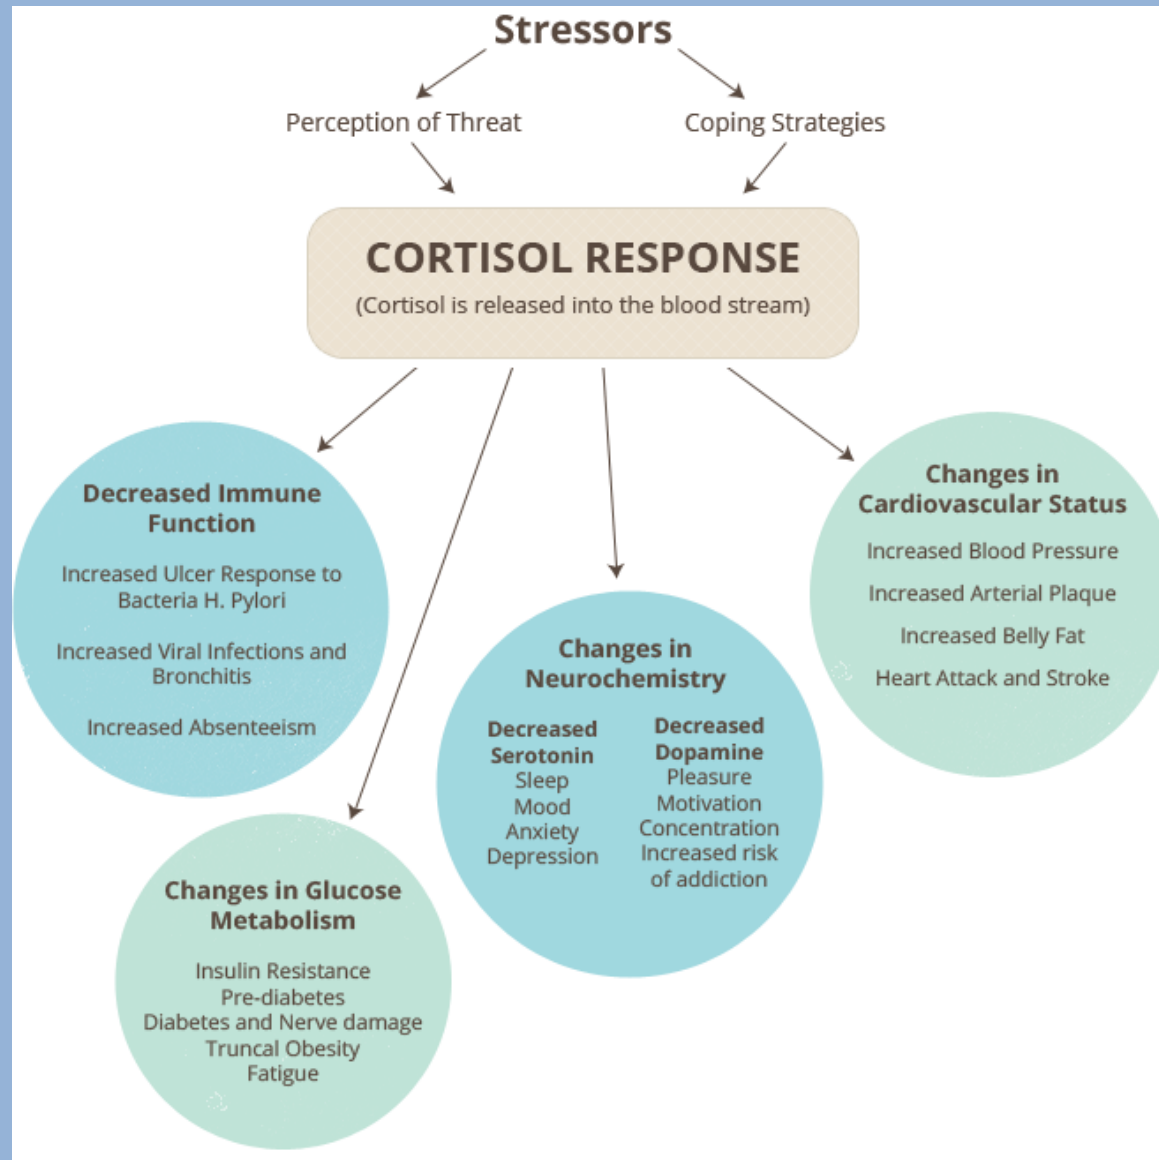 Stressors
Perception of Threat
Coping Strategies
CORTISOL RESPONSE
(Cortisol is released into the blood stream)
Decreased Immune
Function
Increased Ulcer Response to
Bacteria H. Pylori
Increased Viral Infections and
Bronchitis
Increased Absenteeism
Changes in Glucose
Metabolism
Insulin Resistance
Pre-diabetes
Diabetes and Nerve damage
Truncal Obesity
Fatigue
Changes in
Neurochemistry
Decreased
Serotonin
Sleep
Mood
Anxiety
Depression
Decreased
Dopamine
Pleasure
Motivation
Concentration
Increased risk
of addiction
Changes in
Cardiovascular Status
Increased Blood Pressure
Increased Arterial Plaque
Increased Belly Fat
Heart Attack and Stroke